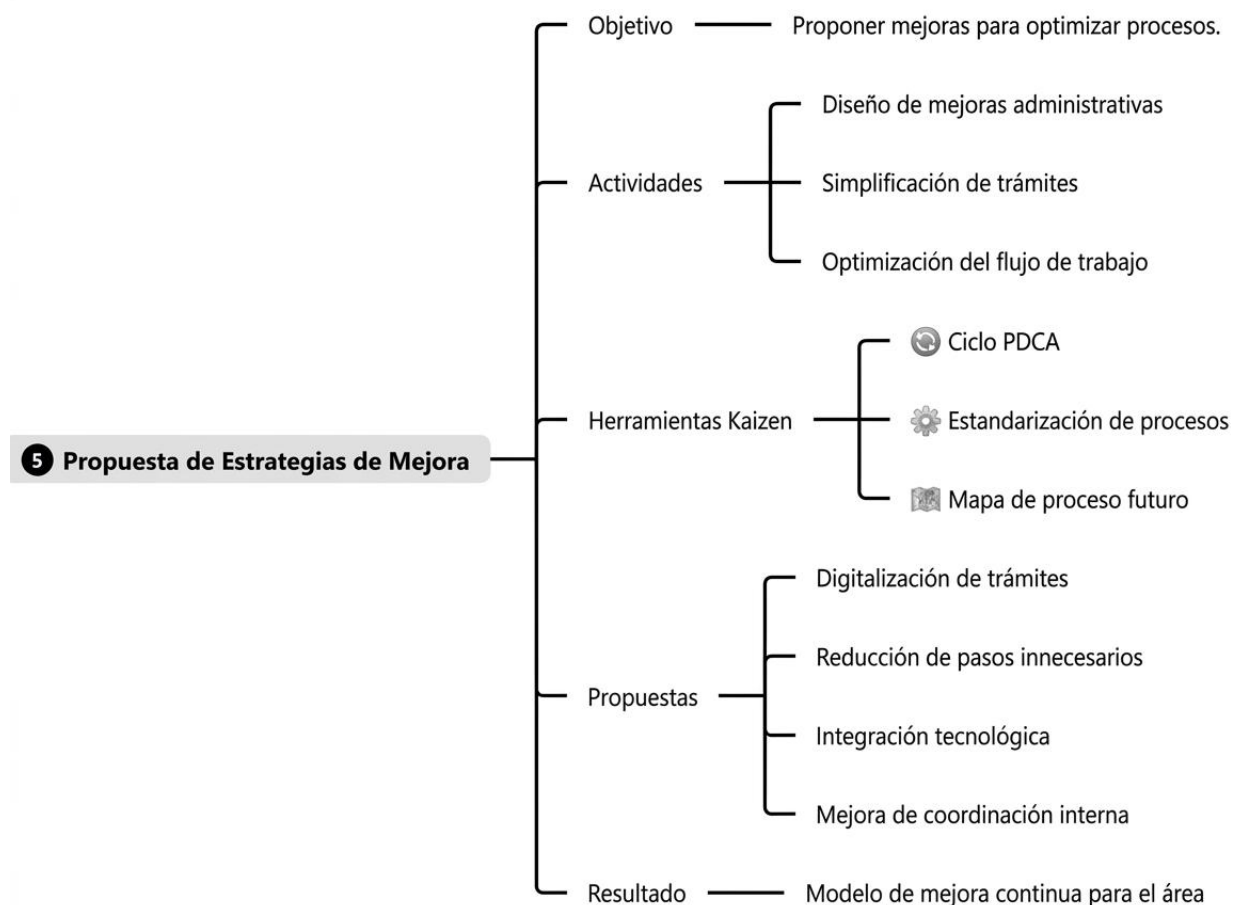 Objetivo
Proponer mejoras para optimizar procesos.
Actividades
Diseño de mejoras administrativas
Simplificación de trámites
Optimización del flujo de trabajo
Herramientas Kaizen
Ciclo PDCA
Estandarización de procesos
Mapa de proceso futuro
5 Propuesta de Estrategias de Mejora
Propuestas
Digitalización de trámites
Reducción de pasos innecesarios
Integración tecnológica
Mejora de coordinación interna
Resultado
Modelo de mejora continua para el área